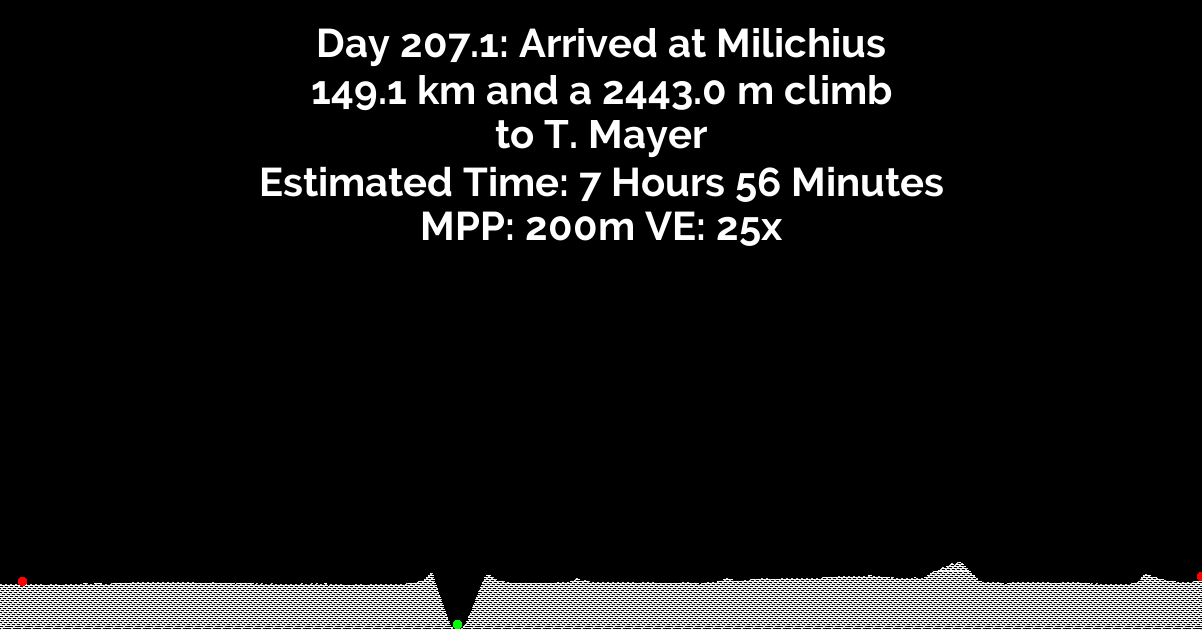 Day 207.1: Arrived at Milichius
149.1 km and a 2443.0 m climb
to T. Mayer
Estimated Time: 7 Hours 56 Minutes
MPP: 200m VE: 25x